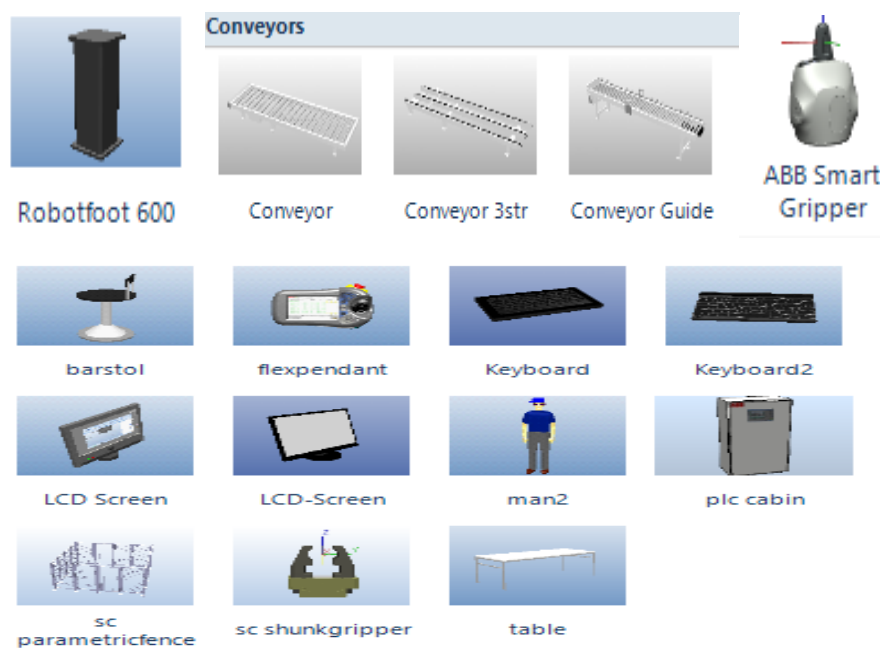 Conveyors
Robotfoot 600
Conveyor
Conveyor 3str
Conveyor Guide
ABB Smart
Gripper
barstol
flexpendant
Keyboard
Keyboard2
LCD Screen
LCD-Screen
man2
plc cabin
sc
parametricfence
sc shunkgripper
table